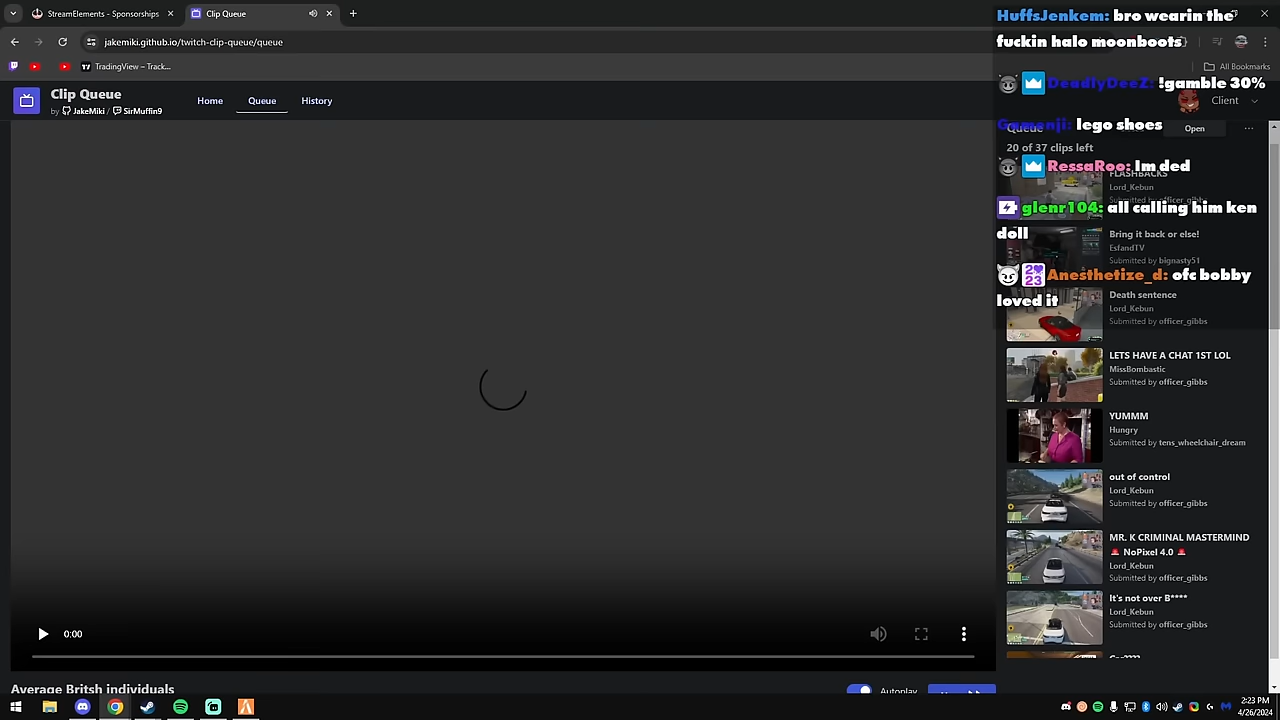 StreamElements - Sponsorships
Clip Queue
jakemiki.github.io/twitch-clip-queue/queue
TradingView – Track...
All Bookmarks
Clip Queue
by JakeMiki / SirMuffin9
Home
Queue
History
Client
HuffsJenkem: bro wearin the
fuckin halo moonboots
DeadlyDeeZ: !gamble 30%
Gamenji: lego shoes
RessaRoo: Im ded
glenr104: all calling him ken
doll
Anesthetize_d: ofc bobby
loved it
Queue
Open
20 of 37 clips left
FLASHBACKS
Lord_Kebun
Submitted by officer_gibbs
Bring it back or else!
EsfandTV
Submitted by bignasty51
Death sentence
Lord_Kebun
Submitted by officer_gibbs
LETS HAVE A CHAT 1ST LOL
MissBombastic
Submitted by officer_gibbs
YUMMM
Hungry
Submitted by tens_wheelchair_dream
out of control
Lord_Kebun
Submitted by officer_gibbs
MR. K CRIMINAL MASTERMIND
🚨 NoPixel 4.0 🚨
Lord_Kebun
Submitted by officer_gibbs
It's not over B****
Lord_Kebun
Submitted by officer_gibbs
0:00
Average Britsh individuals
Autoplay
2:23 PM
4/26/2024